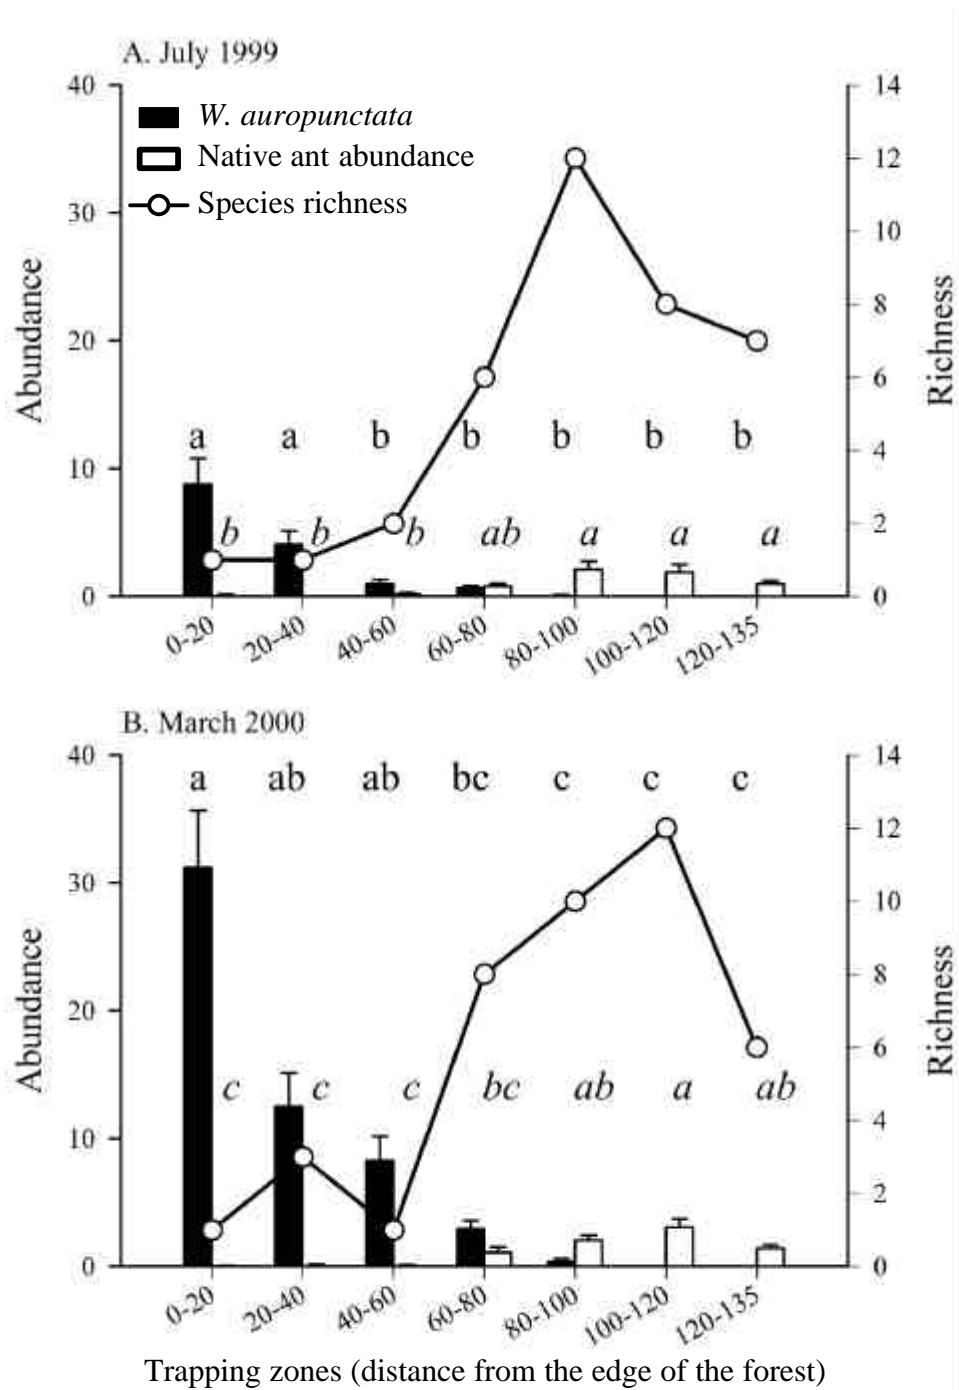 A. July 1999
40
30
20
10
0
14
12
10
8
6
4
2
0
Abundance
Richness
W. auropunctata
Native ant abundance
Species richness
a a b b b b b
b b b ab a a a
0-20 20-40 40-60 60-80 80-100 100-120 120-135
B. March 2000
40
30
20
10
0
14
12
10
8
6
4
2
0
Abundance
Richness
a ab ab bc c c c
c c c bc ab a ab
0-20 20-40 40-60 60-80 80-100 100-120 120-135
Trapping zones (distance from the edge of the forest)